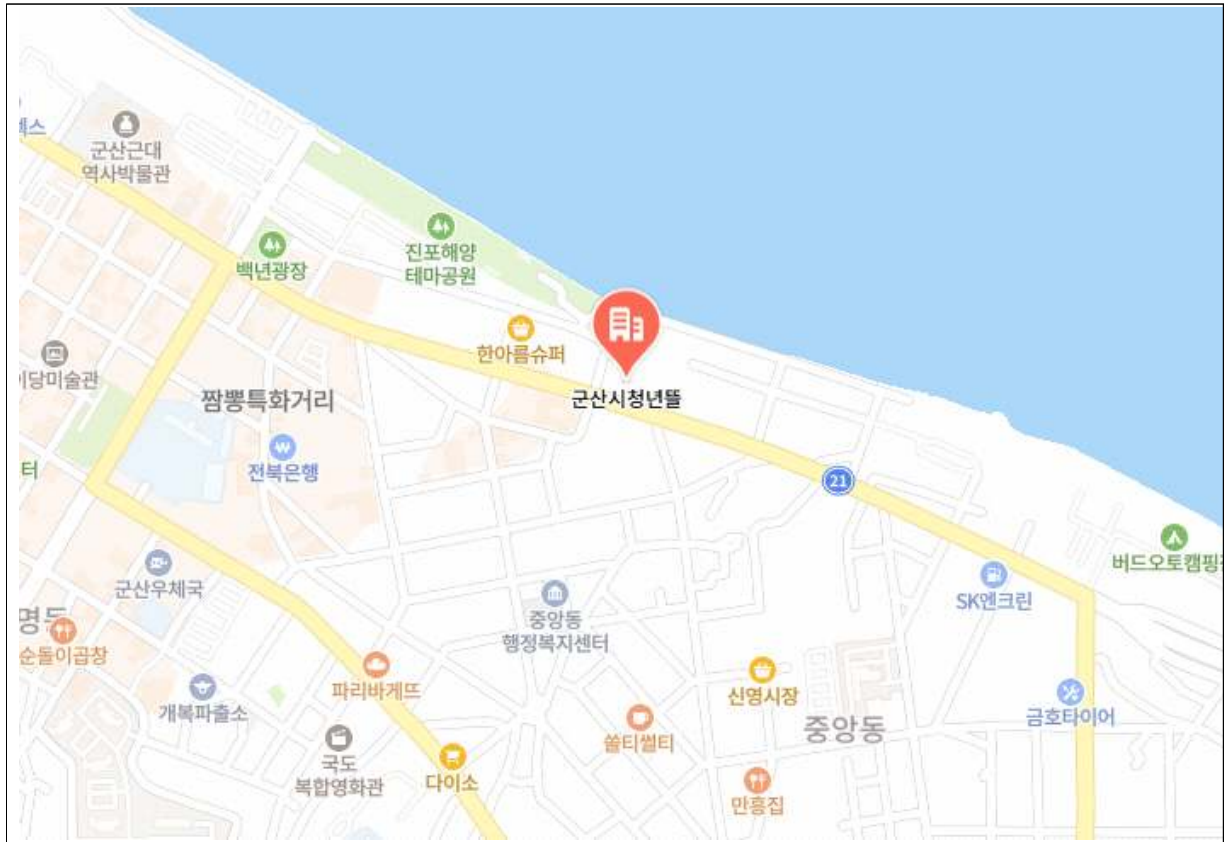 군산근대
역사박물관
백년광장
진포해양
테마공원
한아름슈퍼
군산시청년뜰
짬뽕특화거리
전북은행
터
21
버드오토캠핑
SK엔크린
군산우체국
중앙동
행정복지센터
명동
순돌이곱창
파리바게뜨
개복파출소
신영시장
금호타이어
쏠티썰티
중앙동
국도
복합영화관
다이소
만흥집